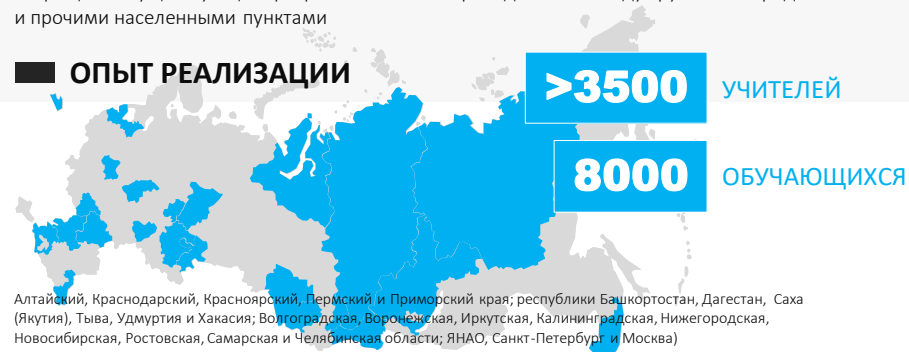 и прочими населенными пунктами
ОПЫТ РЕАЛИЗАЦИИ
>3500 УЧИТЕЛЕЙ
8000 ОБУЧАЮЩИХСЯ
Алтайский, Краснодарский, Красноярский, Пермский и Приморский края; республики Башкортостан, Дагестан, Саха
(Якутия), Тыва, Удмуртия и Хакасия; Волгоградская, Воронежская, Иркутская, Калининградская, Нижегородская,
Новосибирская, Ростовская, Самарская и Челябинская области; ЯНАО, Санкт-Петербург и Москва)